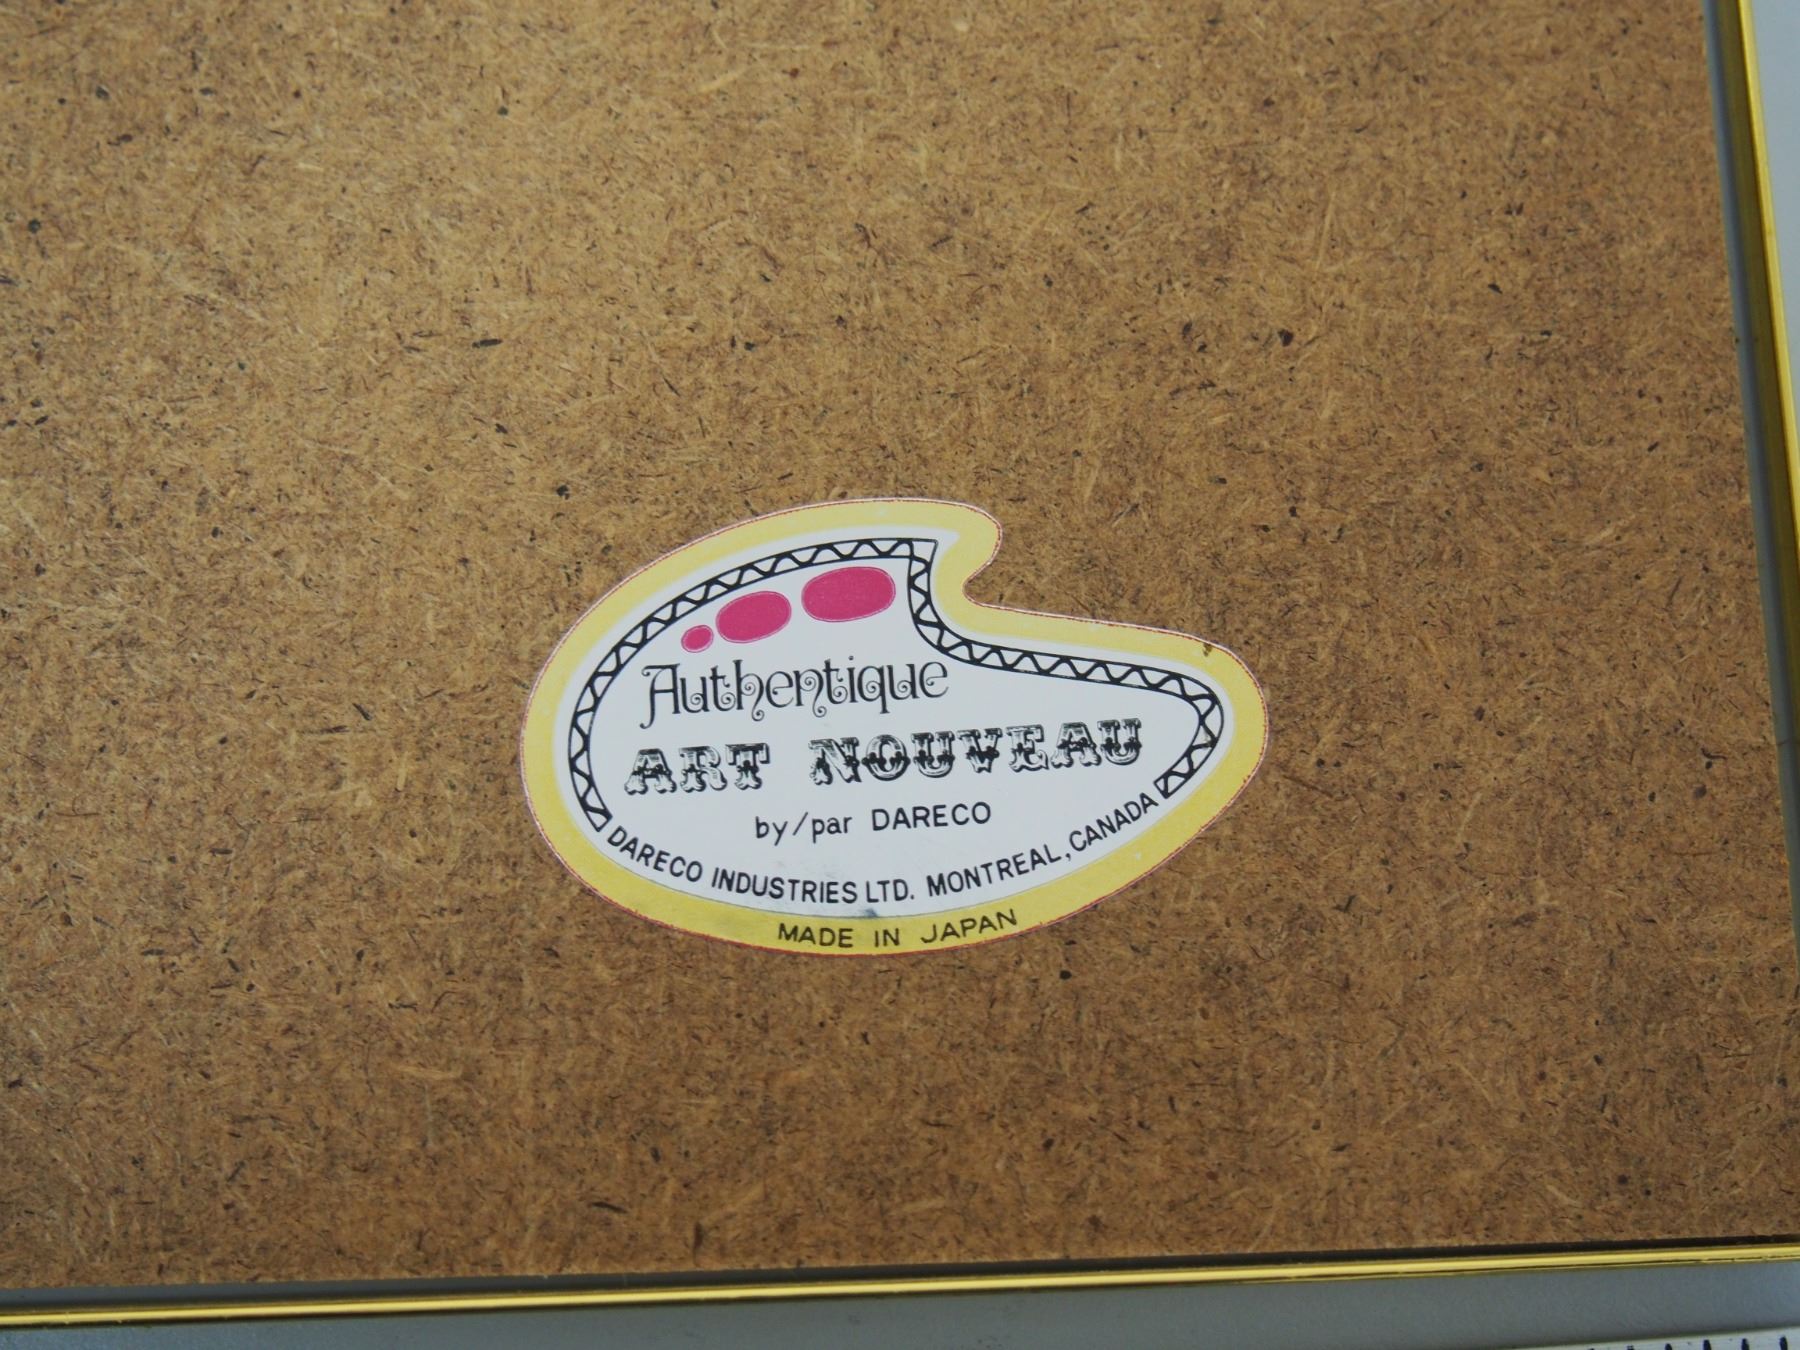 Authentique
ART NOUVEAU
by/par DARECO
DARECO INDUSTRIES LTD. MONTREAL, CANADA
MADE IN JAPAN